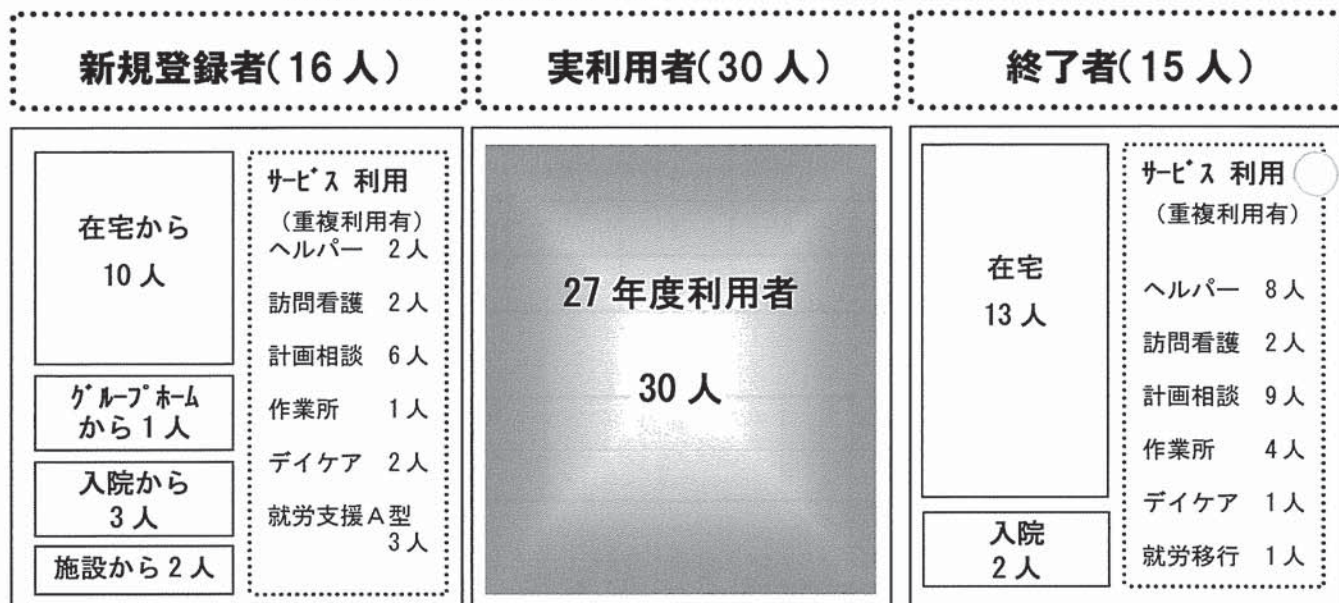 新規登録者(16人)
実利用者(30人)
終了者(15人)
在宅から
10人
グループホーム
から1人
入院から
3人
施設から2人
サービス 利用
(重複利用有)
ヘルパー 2人
訪問看護 2人
計画相談 6人
作業所 1人
デイケア 2人
就労支援A型
3人
27年度利用者
30人
在宅
13人
入院
2人
サービス 利用
(重複利用有)
ヘルパー 8人
訪問看護 2人
計画相談 9人
作業所 4人
デイケア 1人
就労移行 1人